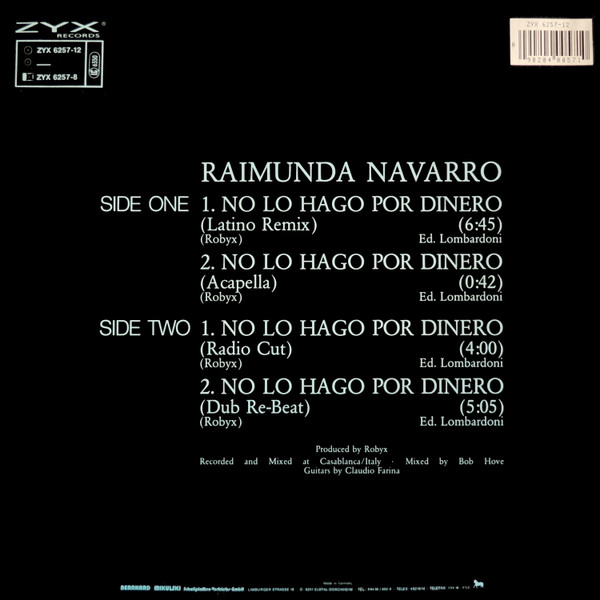 ZYX®
RECORDS
ZYX 6257-12
—
ZYX 6257-8
ZYX 6257-12
RAIMUNDA NAVARRO
SIDE ONE 1. NO LO HAGO POR DINERO
(Latino Remix) (6:45)
(Robyx) Ed. Lombardoni
2. NO LO HAGO POR DINERO
(Acapella) (0:42)
(Robyx) Ed. Lombardoni
SIDE TWO 1. NO LO HAGO POR DINERO
(Radio Cut) (4:00)
(Robyx) Ed. Lombardoni
2. NO LO HAGO POR DINERO
(Dub Re-Beat) (5:05)
(Robyx) Ed. Lombardoni
Produced by Robyx
Recorded and Mixed at Casablanca/Italy · Mixed by Bob Hove
Guitars by Claudio Farina
Made in Germany
BERNHARD MIKULSKI